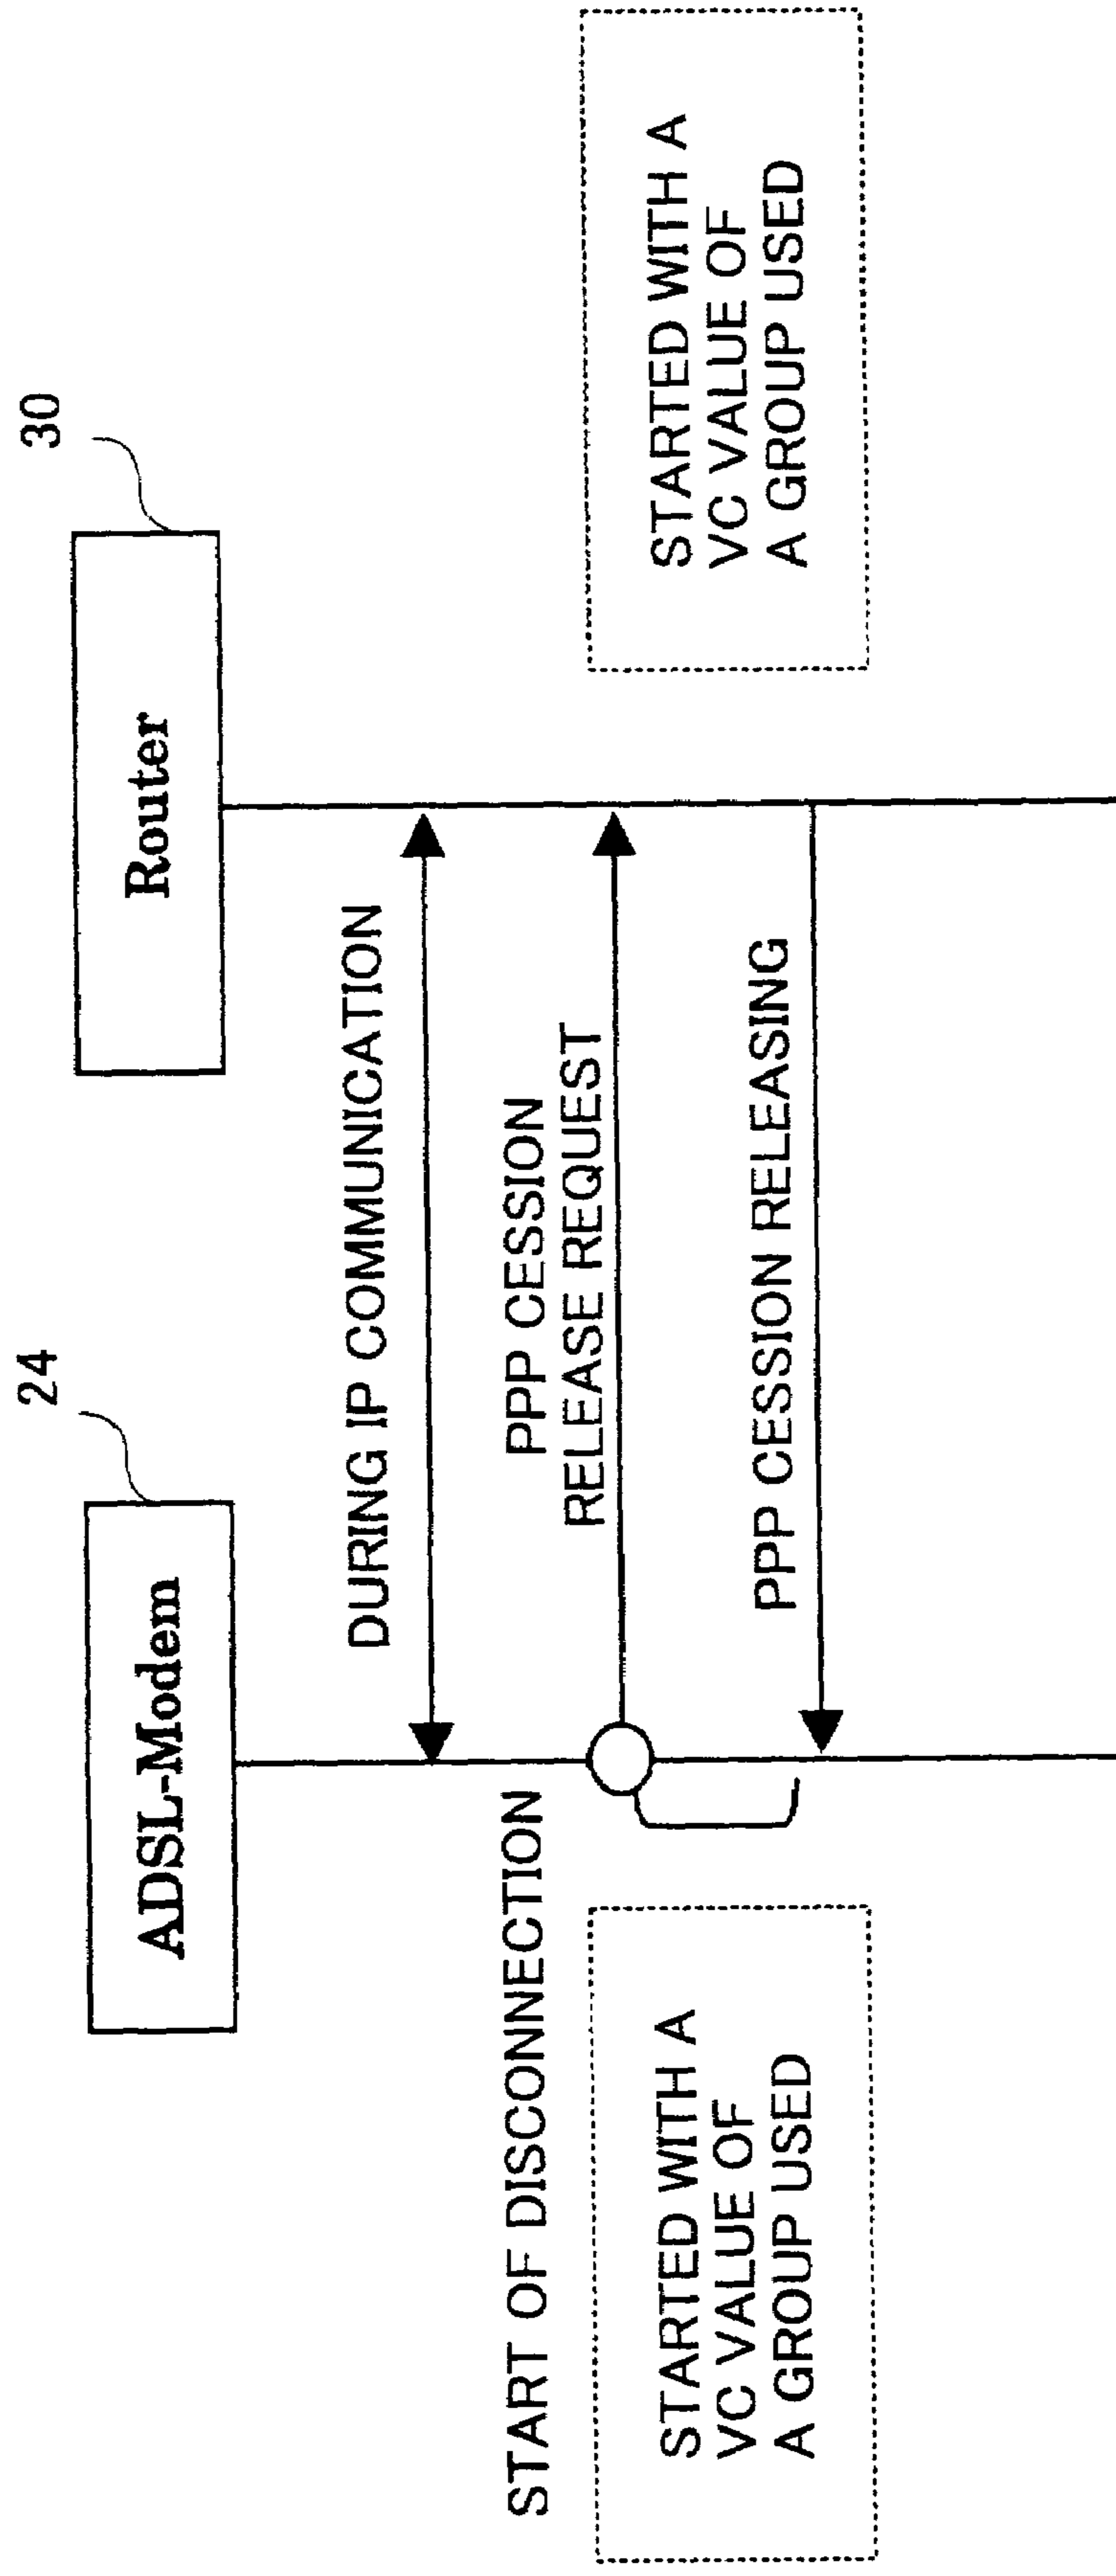 24
30
ADSL-Modem
Router
DURING IP COMMUNICATION
START OF DISCONNECTION
PPP CESSION
RELEASE REQUEST
STARTED WITH A
VC VALUE OF
A GROUP USED
STARTED WITH A
VC VALUE OF
A GROUP USED
PPP CESSION RELEASING